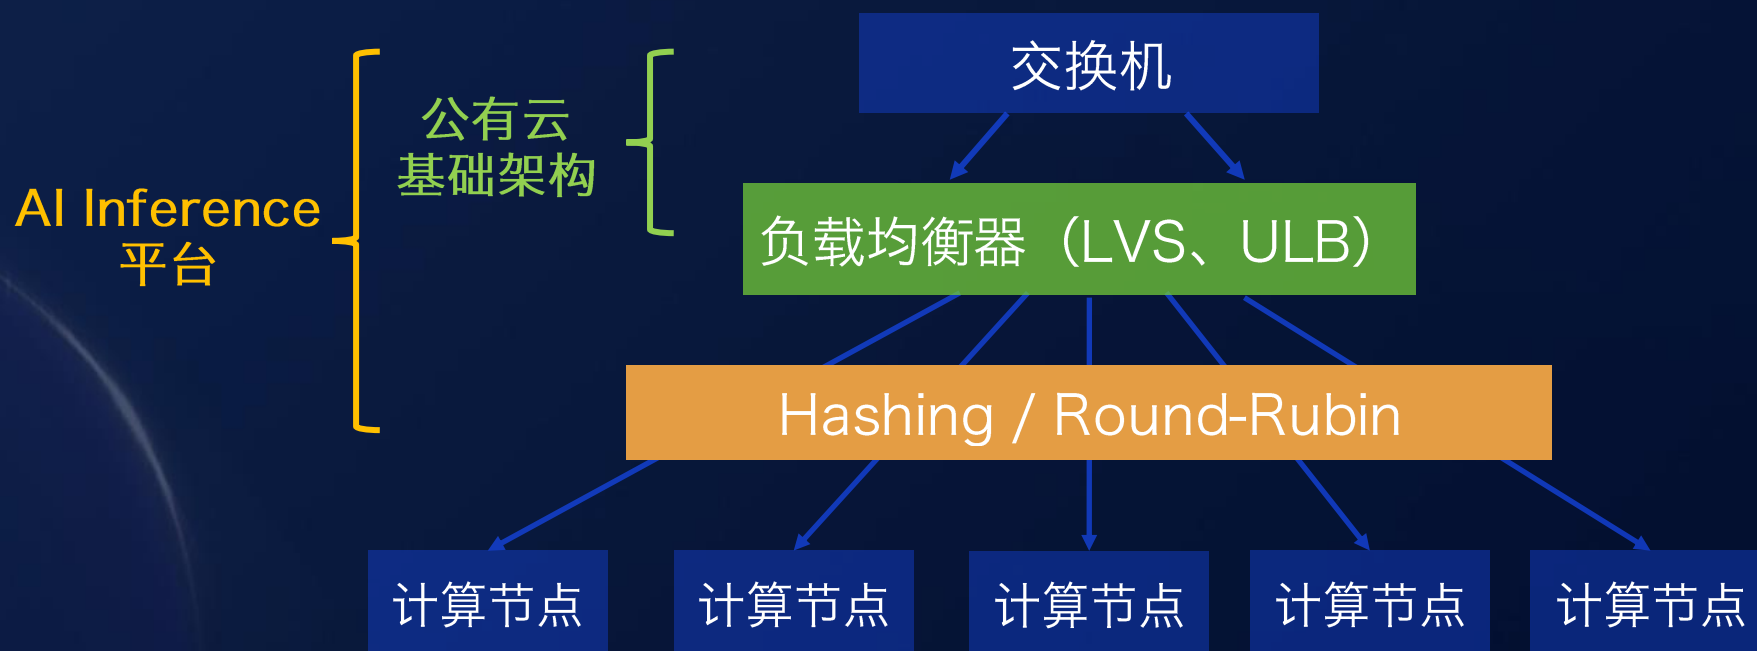 交换机
公有云
基础架构
AI Inference
平台
负载均衡器（LVS、ULB）
Hashing / Round-Rubin
计算节点
计算节点
计算节点
计算节点
计算节点